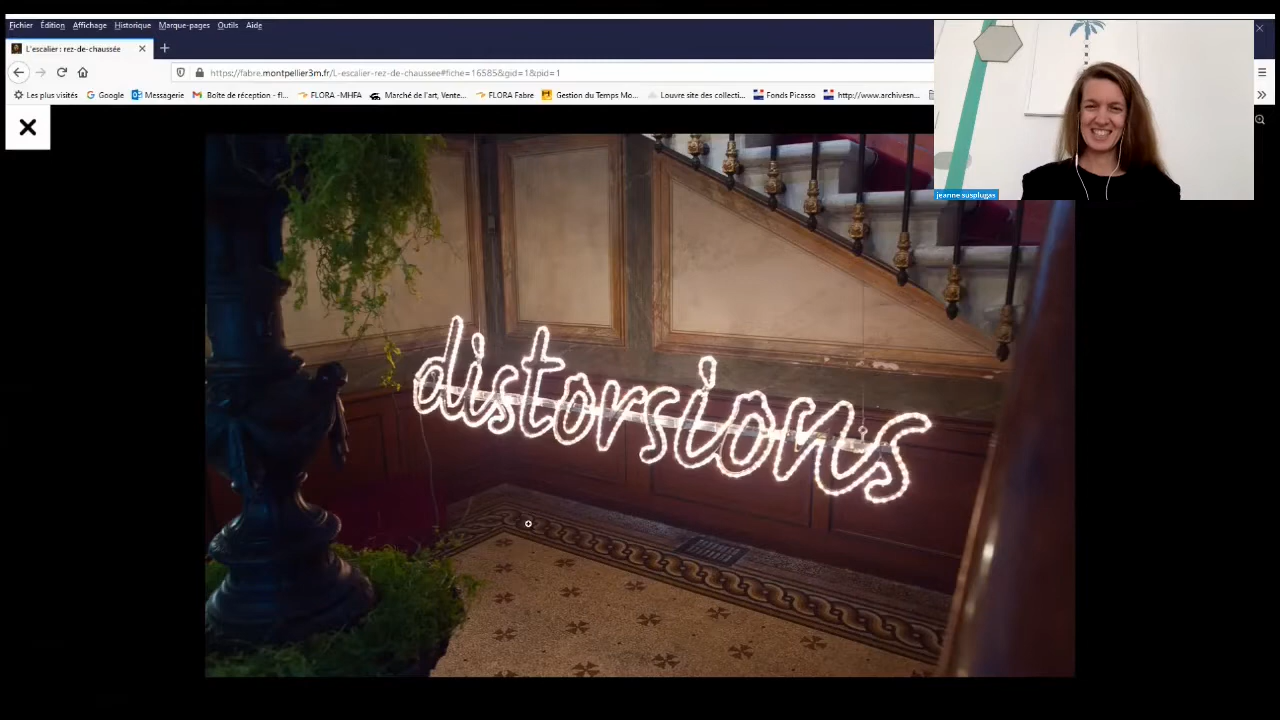 Fichier Édition Affichage Historique Marque-pages Outils Aide
L'escalier : rez-de-chaussée
https://fabre.montpellier3m.fr/L-escalier-rez-de-chaussee#fiche=16585&gid=1&pid=1
Les plus visités Google Messagerie Boîte de réception - fl... FLORA -MHFA Marché de l'art, Vente... FLORA Fabre Gestion du Temps Mo... Louvre site des collecti... Fonds Picasso http://www.archivesn...
jeanne susplugas
distorsions